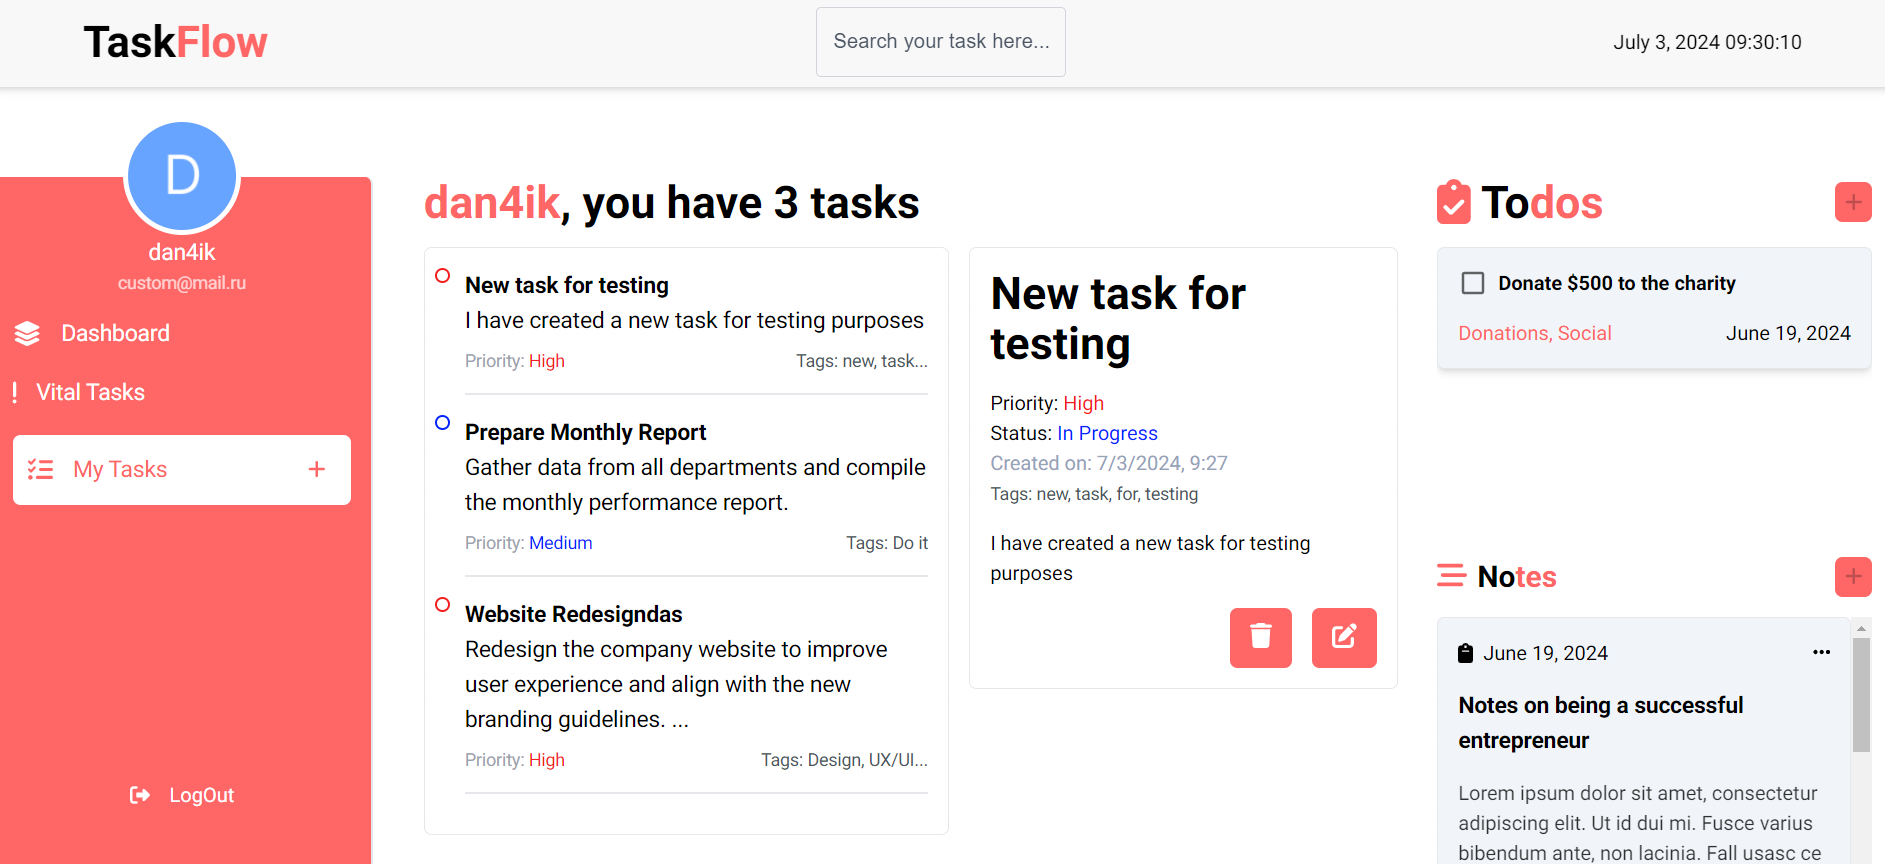 TaskFlow
Search your task here...
July 3, 2024 09:30:10
D
dan4ik
custom@mail.ru
Dashboard
Vital Tasks
My Tasks
+
LogOut
dan4ik, you have 3 tasks
New task for testing
I have created a new task for testing purposes
Priority: High
Tags: new, task...
Prepare Monthly Report
Gather data from all departments and compile
the monthly performance report.
Priority: Medium
Tags: Do it
Website Redesigndas
Redesign the company website to improve
user experience and align with the new
branding guidelines. ...
Priority: High
Tags: Design, UX/UI...
New task for
testing
Priority: High
Status: In Progress
Created on: 7/3/2024, 9:27
Tags: new, task, for, testing
I have created a new task for testing
purposes
Todos
+
Donate $500 to the charity
Donations, Social
June 19, 2024
Notes
+
June 19, 2024
Notes on being a successful
entrepreneur
Lorem ipsum dolor sit amet, consectetur
adipiscing elit. Ut id dui mi. Fusce varius
bibendum ante, non lacinia. Fall usasc ce